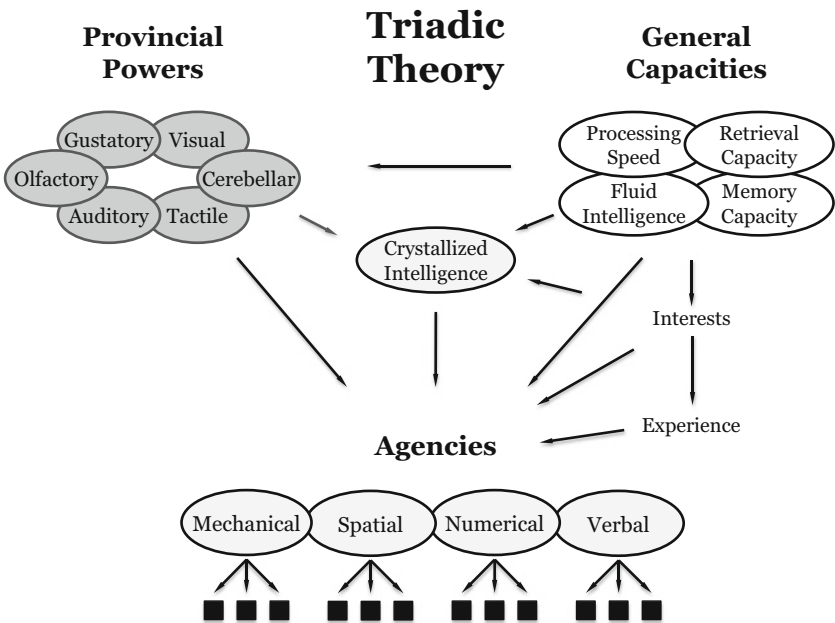 Provincial
Powers
Triadic
Theory
General
Capacities
Gustatory
Visual
Olfactory
Cerebellar
Auditory
Tactile
Processing
Speed
Retrieval
Capacity
Fluid
Intelligence
Memory
Capacity
Crystallized
Intelligence
Interests
Experience
Agencies
Mechanical
Spatial
Numerical
Verbal